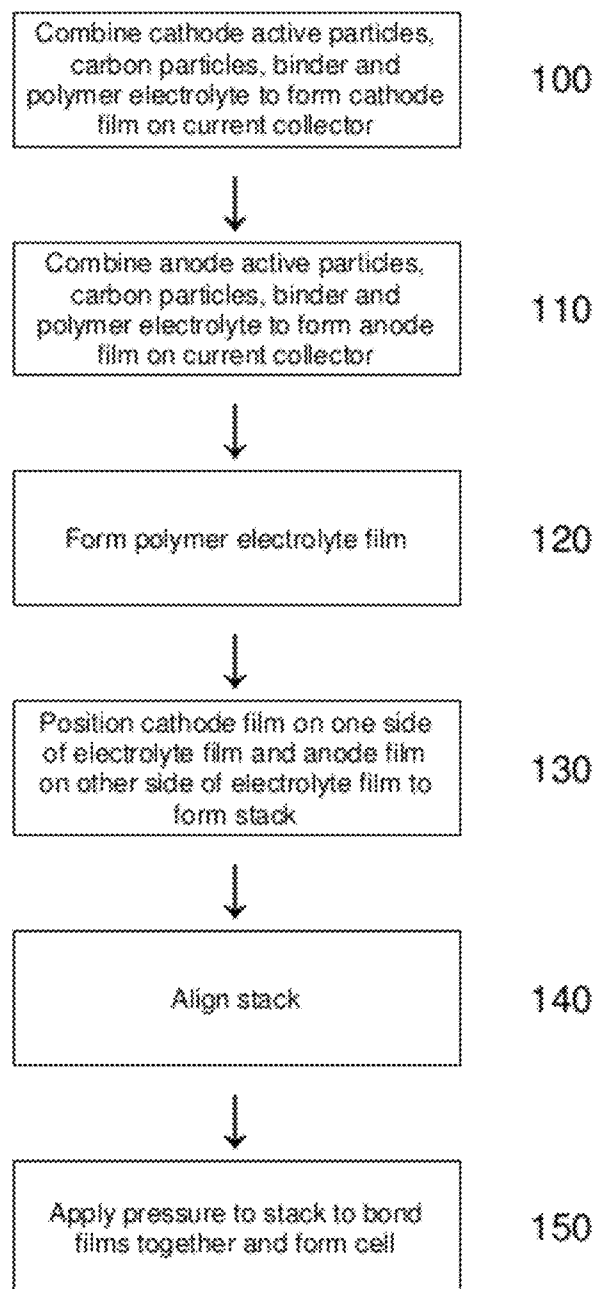 Combine cathode active particles,
carbon particles, binder and
polymer electrolyte to form cathode
film on current collector
100
Combine anode active particles,
carbon particles, binder and
polymer electrolyte to form anode
film on current collector
110
Form polymer electrolyte film
120
Position cathode film on one side
of electrolyte film and anode film
on other side of electrolyte film to
form stack
130
Align stack
140
Apply pressure to stack to bond
films together and form cell
150